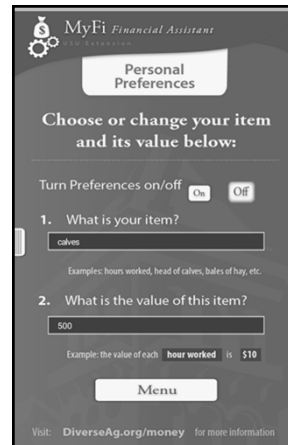 MyFi Financial Assistant
USU Extension
Personal
Preferences
Choose or change your item
and its value below:
Turn Preferences on/off On Off
1. What is your item?
calves
Examples: hours worked, head of calves, bales of hay, etc.
2. What is the value of this item?
500
Example: the value of each hour worked is $10
Menu
Visit: DiverseAg.org/money for more information